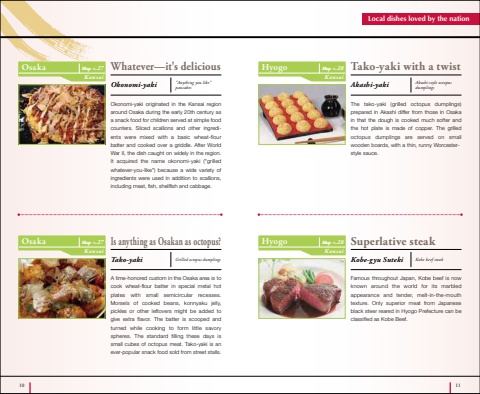 Local dishes loved by the nation
Osaka
Map No.27
Kansai
Whatever—it's delicious
Okonomi-yaki
"Anything you like"
pancakes
Okonomi-yaki originated in the Kansai region
around Osaka during the early 20th century as
a snack food for children served at simple food
counters. Sliced scallions and other ingredi-
ents were mixed with a basic wheat-flour
batter and cooked over a griddle. After World
War II, the dish caught on widely in the region.
It acquired the name okonomi-yaki ("grilled
whatever-you-like") because a wide variety of
ingredients were used in addition to scallions,
including meat, fish, shellfish and cabbage.
Osaka
Map No.27
Kansai
Is anything as Osakan as octopus?
Tako-yaki
Grilled octopus dumplings
A time-honored custom in the Osaka area is to
cook wheat-flour batter in special metal hot
plates with small semicircular recesses.
Morsels of cooked beans, konnyaku jelly,
pickles or other leftovers might be added to
give extra flavor. The batter is scooped and
turned while cooking to form little savory
spheres. The standard filling these days is
small cubes of octopus meat. Tako-yaki is an
ever-popular snack food sold from street stalls.
10
Hyogo
Map No.28
Kansai
Tako-yaki with a twist
Akashi-yaki
Akashi-style octopus
dumplings
The tako-yaki (grilled octopus dumplings)
prepared in Akashi differ from those in Osaka
in that the dough is cooked much softer and
the hot plate is made of copper. The grilled
octopus dumplings are served on small
wooden boards, with a thin, runny Worcester-
style sauce.
Hyogo
Map No.28
Kansai
Superlative steak
Kobe-gyu Suteki
Kobe beef steak
Famous throughout Japan, Kobe beef is now
known around the world for its marbled
appearance and tender, melt-in-the-mouth
texture. Only superior meat from Japanese
black steer reared in Hyogo Prefecture can be
classified as Kobe Beef.
11